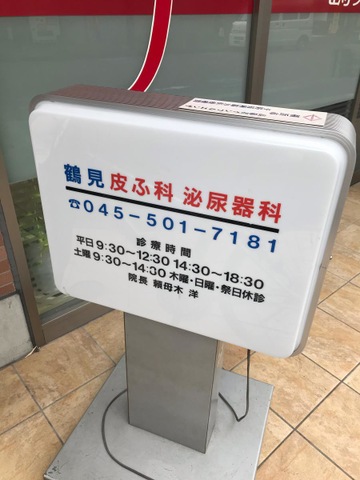 鶴見 皮ふ科 泌尿器科
☎045-501-7181
診療時間
平日 9:30~12:30 14:30~18:30
土曜 9:30~14:30 木曜・日曜・祭日休診
院長 頼母木 洋